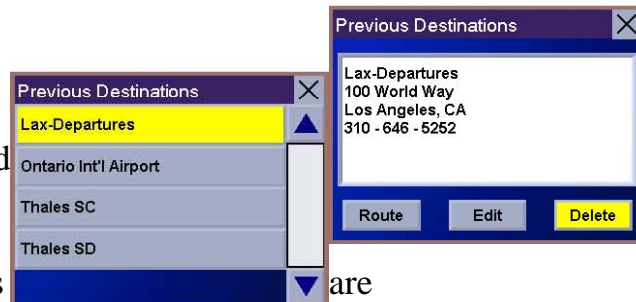 Previous Destinations
Lax-Departures
100 World Way
Los Angeles, CA
310 - 646 - 5252
Route Edit Delete
Previous Destinations
Lax-Departures
Ontario Int'l Airport
Thales SC
Thales SD
are